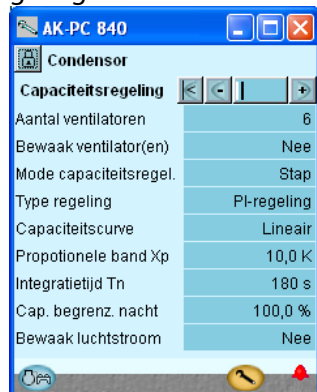 AK-PC 840
Condensor
Capaciteitsregeling
Aantal ventilatoren 6
Bewaak ventilator(en) Nee
Mode capaciteitsregel. Stap
Type regeling PI-regeling
Capaciteitscurve Lineair
Propotionele band Xp 10,0 K
Integratietijd Tn 180 s
Cap. begrenz. nacht 100,0 %
Bewaak luchtstroom Nee